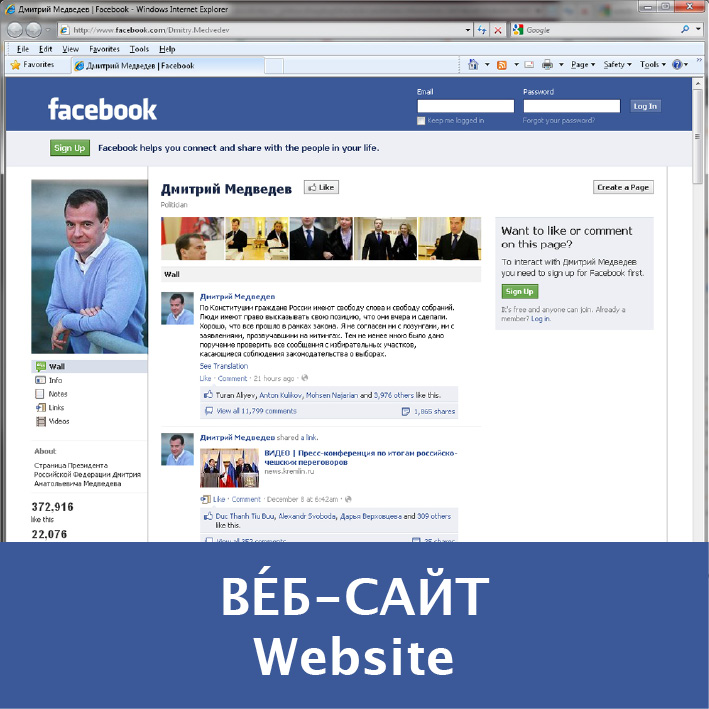 Дмитрий Медведев | Facebook - Windows Internet Explorer
http://www.facebook.com/Dmitry.Medvedev
Google
File Edit View Favorites Tools Help
Favorites Дмитрий Медведев | Facebook Page Safety Tools
facebook
Email Password
Log In
Keep me logged in Forgot your password?
Sign Up Facebook helps you connect and share with the people in your life.
Дмитрий Медведев Like Create a Page
Politician
Want to like or comment
on this page?
To interact with Дмитрий Медведев
you need to sign up for Facebook first.
Sign Up
It's free and anyone can join. Already a
member? Log in.
Wall
Дмитрий Медведев
По Конституции граждане России имеют свободу слова и свободу собраний.
Люди имеют право высказывать свою позицию, что они вчера и сделали.
Хорошо, что все прошло в рамках закона. Я не согласен ни с лозунгами, ни с
заявлениями, прозвучавшими на митингах. Тем не менее мною было дано
поручение проверить все сообщения с избирательных участков,
касающиеся соблюдения законодательства о выборах.
See Translation
Like · Comment · 21 hours ago ·
Turan Aliyev, Anton Kulikov, Mohsen Najarian and 3,976 others like this.
View all 11,799 comments 1,865 shares
Дмитрий Медведев shared a link.
ВИДЕО | Пресс-конференция по итогам российско-
чешских переговоров
news.kremlin.ru
Like · Comment · December 8 at 6:42am ·
Duc Thanh Tiu Buu, Alexandr Svoboda, Дарья Верховцева and 309 others
like this.
Wall
Info
Notes
Links
Videos
About
Страница Президента
Российской Федерации Дмитрия
Анатольевича Медведева
372,916
like this
22,076
ВЕ́Б-САЙТ
Website